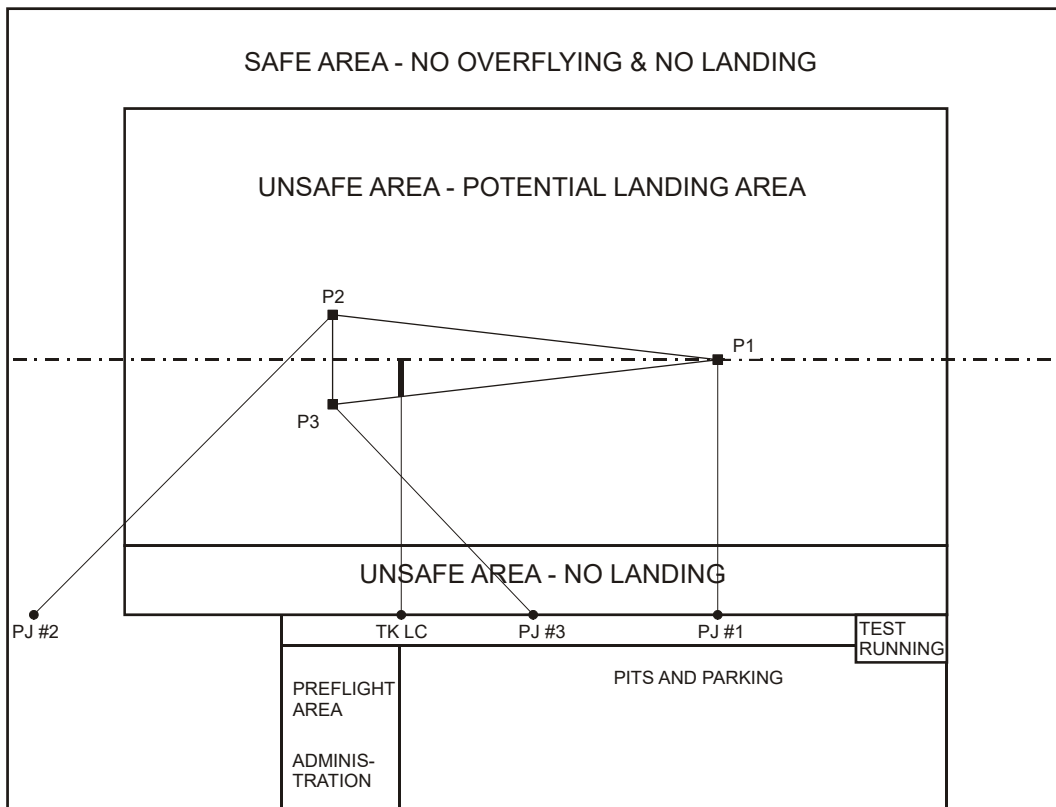 SAFE AREA - NO OVERFLYING & NO LANDING
UNSAFE AREA - POTENTIAL LANDING AREA
P2
P1
P3
UNSAFE AREA - NO LANDING
PJ #2
TK LC
PJ #3
PJ #1
TEST
RUNNING
PITS AND PARKING
PREFLIGHT
AREA
ADMINIS-
TRATION